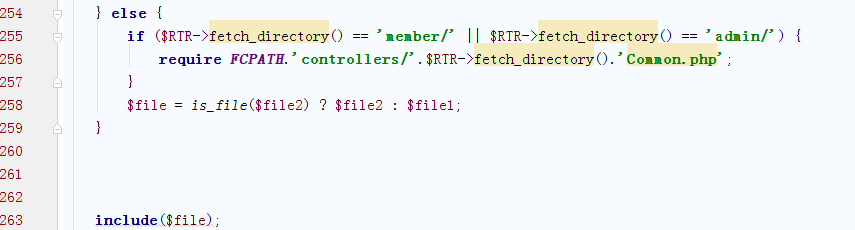 254 } else {
255 if ($RTR->fetch_directory() == 'member/' || $RTR->fetch_directory() == 'admin/') {
256 require FCPATH.'controllers/'.$RTR->fetch_directory().'Common.php';
257 }
258 $file = is_file($file2) ? $file2 : $file1;
259 }
260
261
262
263 include($file);